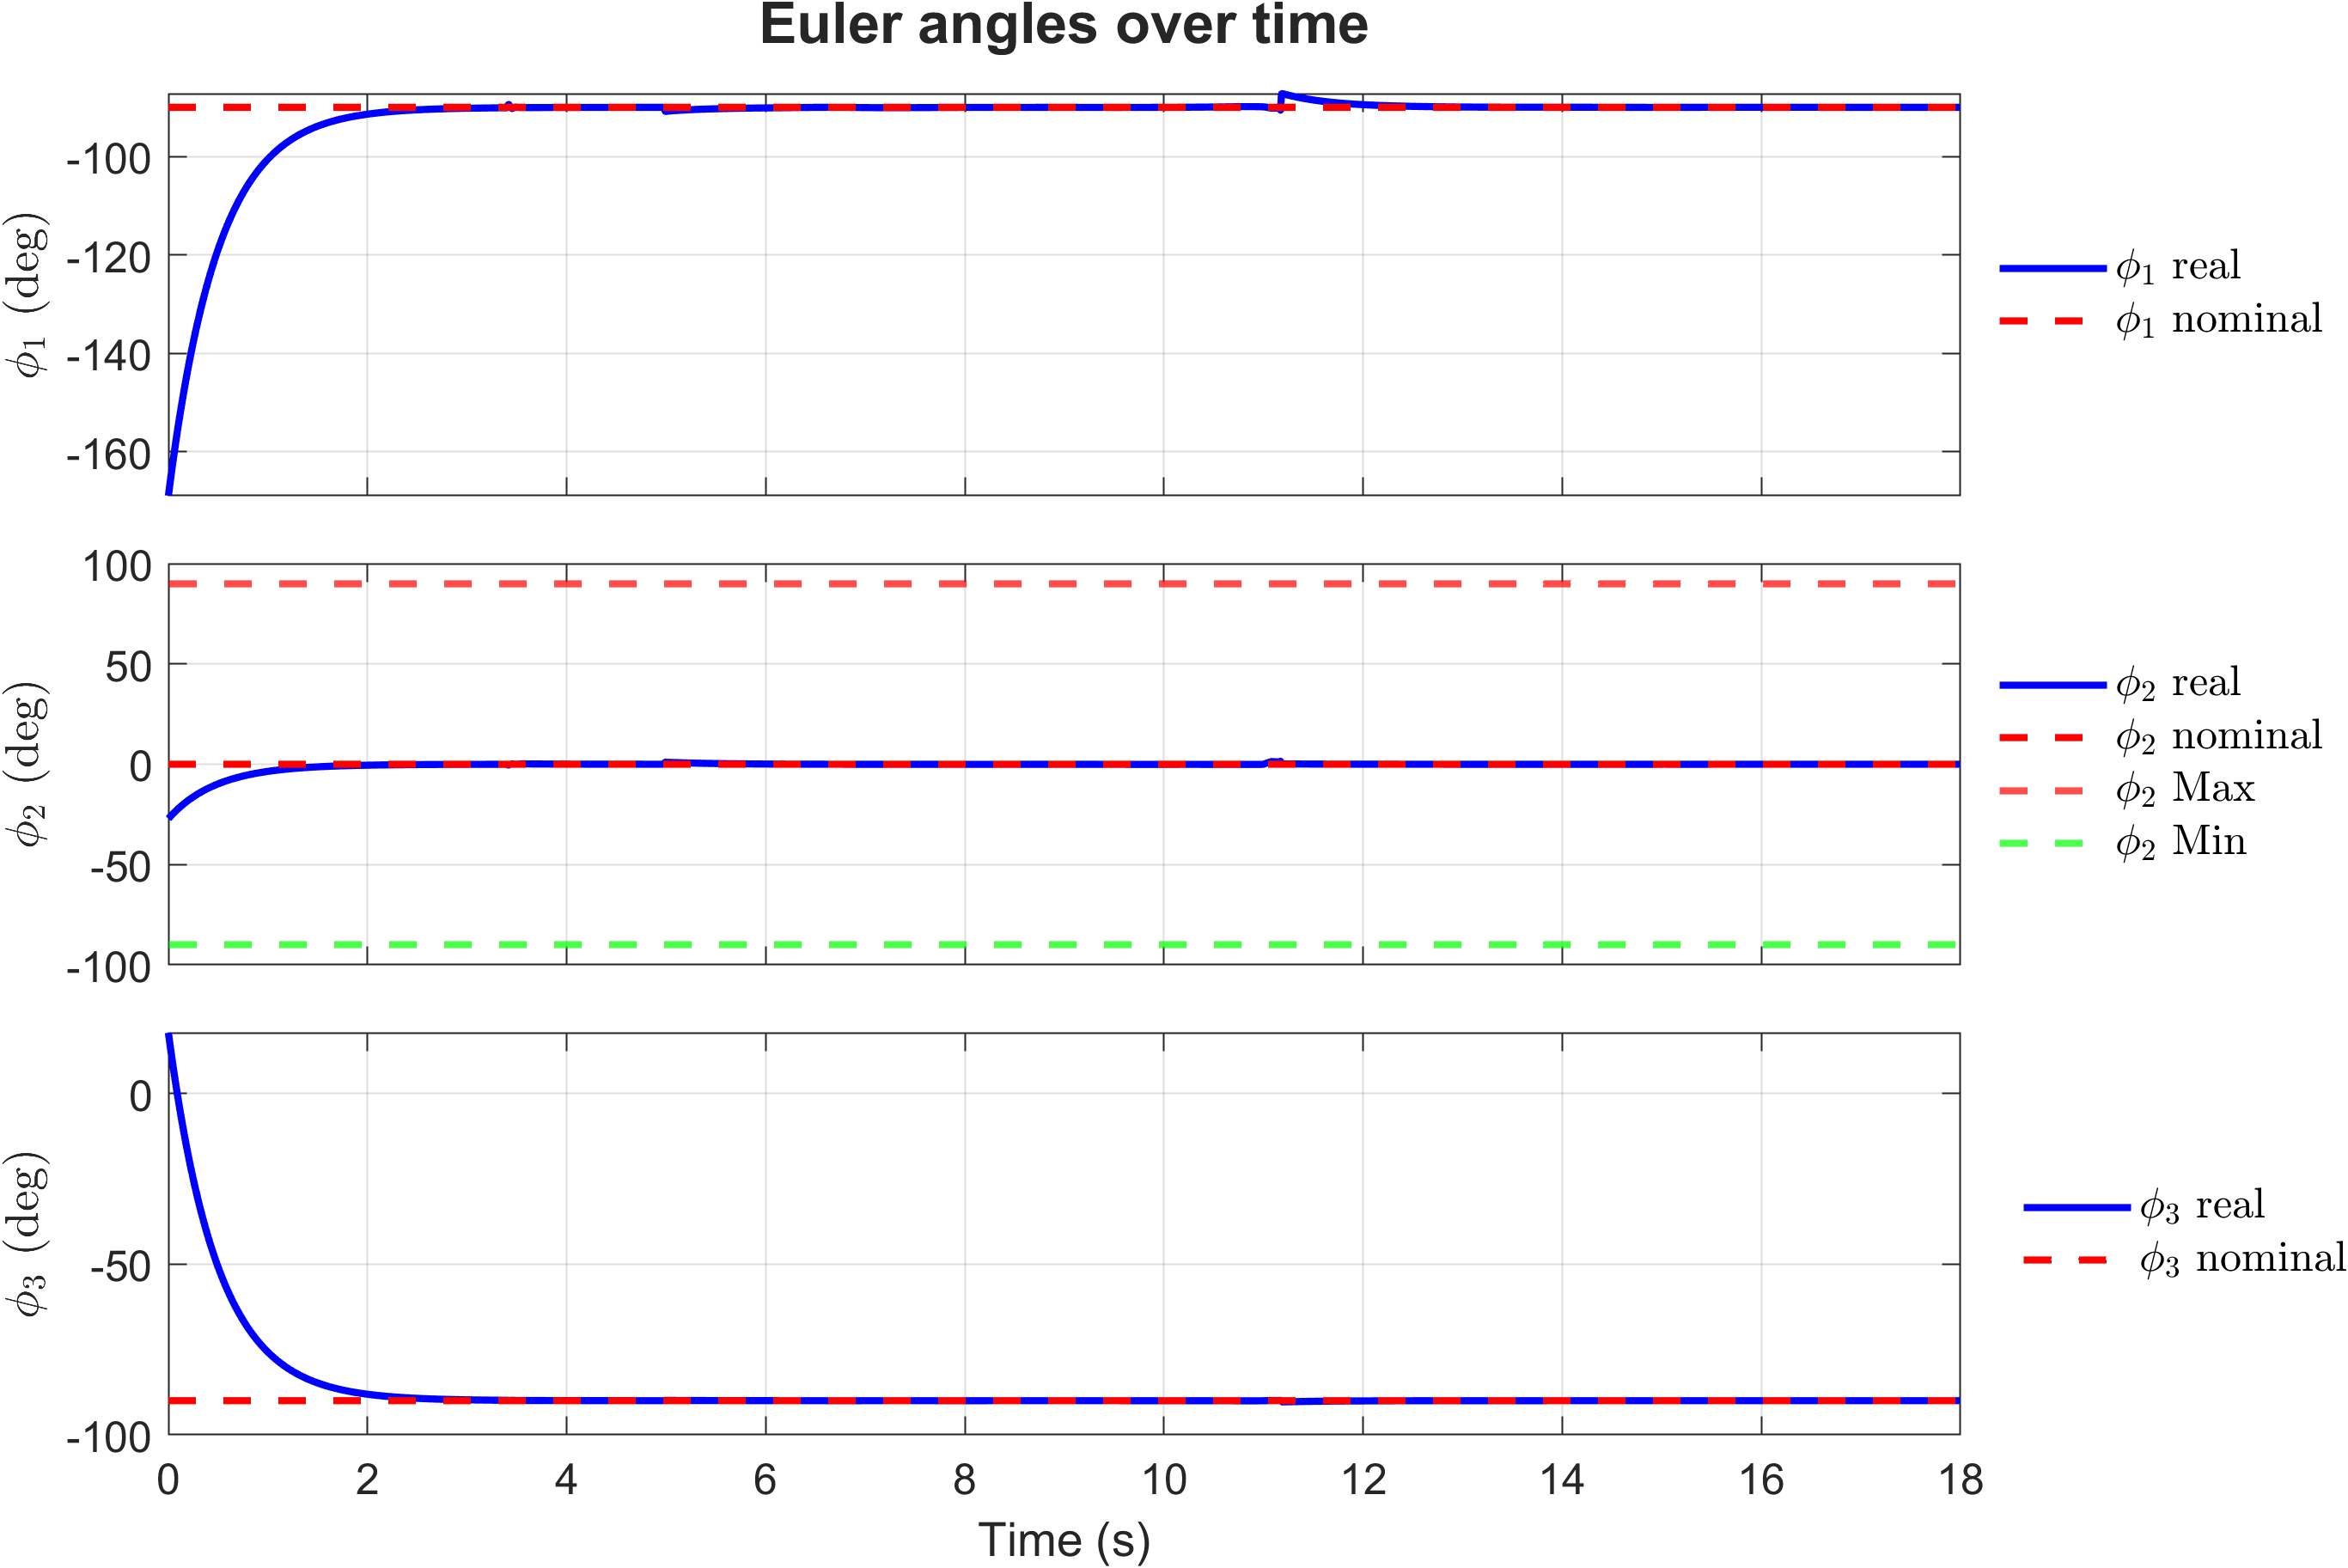 Euler angles over time
ϕ1 (deg)
-100
-120
-140
-160
ϕ1 real
ϕ1 nominal
ϕ2 (deg)
100
50
0
-50
-100
ϕ2 real
ϕ2 nominal
ϕ2 Max
ϕ2 Min
ϕ3 (deg)
0
-50
-100
ϕ3 real
ϕ3 nominal
0 2 4 6 8 10 12 14 16 18
Time (s)